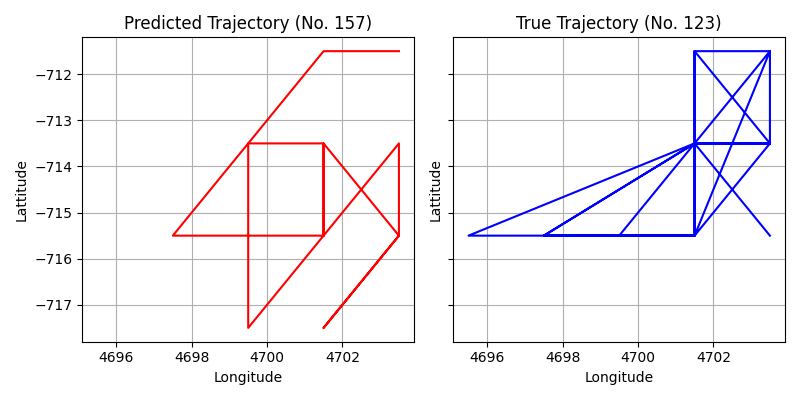 Predicted Trajectory (No. 157)
True Trajectory (No. 123)
Lattitude
−712
−713
−714
−715
−716
−717
4696
4698
4700
4702
Longitude
Lattitude
4696
4698
4700
4702
Longitude